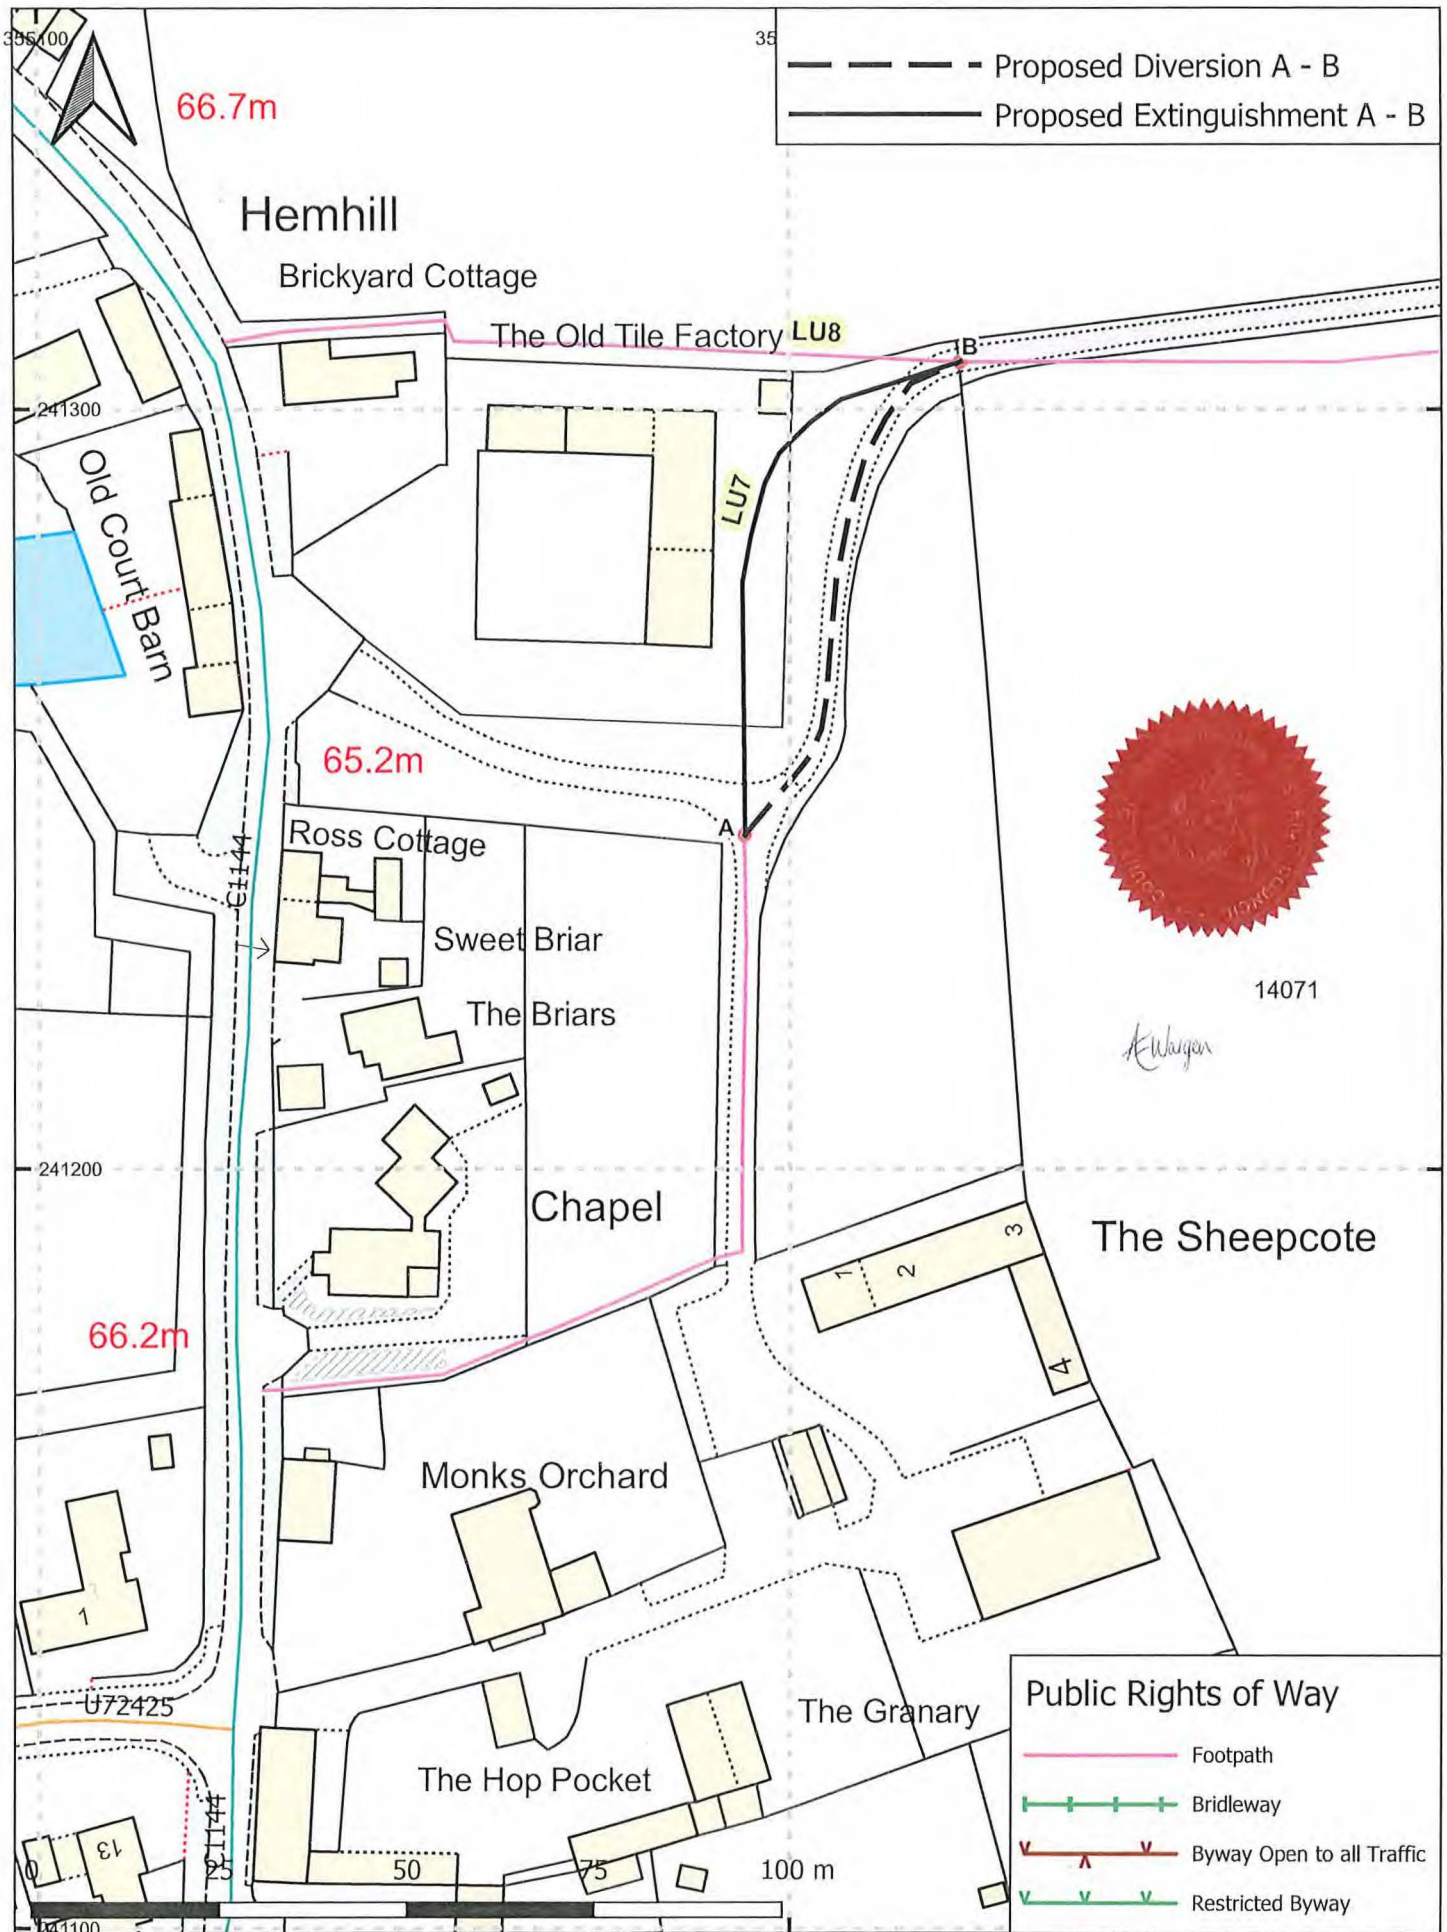 355100
35
Proposed Diversion A - B
Proposed Extinguishment A - B
66.7m
Hemhill
Brickyard Cottage
The Old Tile Factory
LU8
B
241300
Old Court Barn
LU7
65.2m
A
Ross Cottage
C1144
Sweet Briar
The Briars
14071
241200
Chapel
The Sheepcote
1
2
3
4
66.2m
Monks Orchard
1
U72425
The Granary
The Hop Pocket
C1144
13
Public Rights of Way
Footpath
Bridleway
Byway Open to all Traffic
Restricted Byway
0 25 50 75 100 m
241100